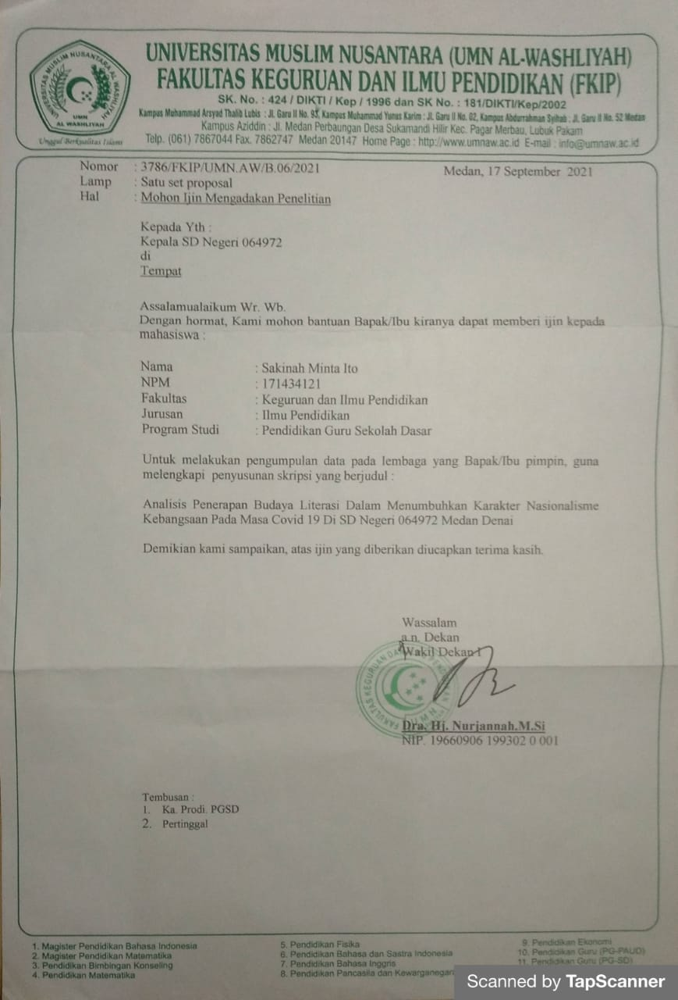 UNIVERSITAS MUSLIM NUSANTARA AL WASHLIYAH
UMN
AL WASHLIYAH
Unggul Berkualitas Islami
UNIVERSITAS MUSLIM NUSANTARA (UMN AL-WASHLIYAH)
FAKULTAS KEGURUAN DAN ILMU PENDIDIKAN (FKIP)
SK. No. : 424 / DIKTI / Kep / 1996 dan SK No. : 181/DIKTI/Kep/2002
Kampus Muhammad Arsyad Thalib Lubis : Jl. Garu II No. 93, Kampus Muhammad Yunus Karim : Jl. Garu II No. 02, Kampus Abdurrahman Syihab : Jl. Garu II No. 52 Medan
Kampus Aziddin : Jl. Medan Perbaungan Desa Sukamandi Hilir Kec. Pagar Merbau, Lubuk Pakam
Telp. (061) 7867044 Fax. 7862747 Medan 20147 Home Page : http://www.umnaw.ac.id E-mail : info@umnaw.ac.id
Nomor : 3786/FKIP/UMN.AW/B.06/2021 Medan, 17 September 2021
Lamp : Satu set proposal
Hal : Mohon Ijin Mengadakan Penelitian
Kepada Yth :
Kepala SD Negeri 064972
di
Tempat
Assalamualaikum Wr. Wb.
Dengan hormat, Kami mohon bantuan Bapak/Ibu kiranya dapat memberi ijin kepada
mahasiswa :
Nama : Sakinah Minta Ito
NPM : 171434121
Fakultas : Keguruan dan Ilmu Pendidikan
Jurusan : Ilmu Pendidikan
Program Studi : Pendidikan Guru Sekolah Dasar
Untuk melakukan pengumpulan data pada lembaga yang Bapak/Ibu pimpin, guna
melengkapi penyusunan skripsi yang berjudul :
Analisis Penerapan Budaya Literasi Dalam Menumbuhkan Karakter Nasionalisme
Kebangsaan Pada Masa Covid 19 Di SD Negeri 064972 Medan Denai
Demikian kami sampaikan, atas ijin yang diberikan diucapkan terima kasih.
Wassalam
a.n. Dekan
Wakil Dekan I
FAKULTAS KEGURUAN
UMN
Dra. Hj. Nurjannah.M.Si
NIP. 19660906 199302 0 001
Tembusan :
1. Ka. Prodi. PGSD
2. Pertinggal
1. Magister Pendidikan Bahasa Indonesia
2. Magister Pendidikan Matematika
3. Pendidikan Bimbingan Konseling
4. Pendidikan Matematika
5. Pendidikan Fisika
6. Pendidikan Bahasa dan Sastra Indonesia
7. Pendidikan Bahasa Inggris
8. Pendidikan Pancasila dan Kewarganegar
9. Pendidikan Ekonomi
10. Pendidikan Guru (PG-PAUD)
11. Pendidikan Guru (PG-SD)
Scanned by TapScanner